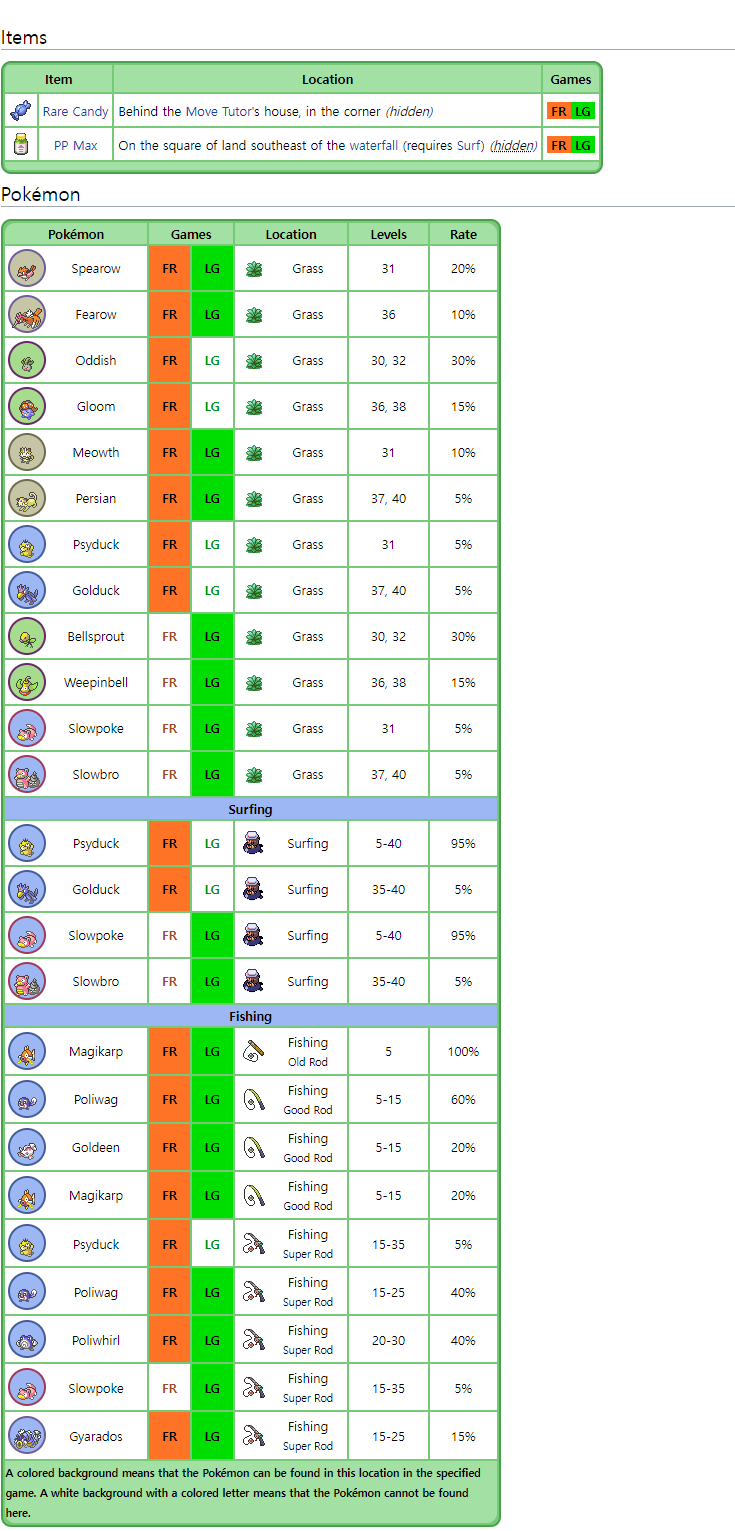 Items
Item Location Games
Rare Candy Behind the Move Tutor's house, in the corner (hidden) FR LG
PP Max On the square of land southeast of the waterfall (requires Surf) (hidden) FR LG
Pokémon
Pokémon Games Location Levels Rate
Spearow FR LG Grass 31 20%
Fearow FR LG Grass 36 10%
Oddish FR LG Grass 30, 32 30%
Gloom FR LG Grass 36, 38 15%
Meowth FR LG Grass 31 10%
Persian FR LG Grass 37, 40 5%
Psyduck FR LG Grass 31 5%
Golduck FR LG Grass 37, 40 5%
Bellsprout FR LG Grass 30, 32 30%
Weepinbell FR LG Grass 36, 38 15%
Slowpoke FR LG Grass 31 5%
Slowbro FR LG Grass 37, 40 5%
Surfing
Psyduck FR LG Surfing 5-40 95%
Golduck FR LG Surfing 35-40 5%
Slowpoke FR LG Surfing 5-40 95%
Slowbro FR LG Surfing 35-40 5%
Fishing
Magikarp FR LG Fishing 5 100%
Old Rod
Poliwag FR LG Fishing 5-15 60%
Good Rod
Goldeen FR LG Fishing 5-15 20%
Good Rod
Magikarp FR LG Fishing 5-15 20%
Good Rod
Psyduck FR LG Fishing 15-35 5%
Super Rod
Poliwag FR LG Fishing 15-25 40%
Super Rod
Poliwhirl FR LG Fishing 20-30 40%
Super Rod
Slowpoke FR LG Fishing 15-35 5%
Super Rod
Gyarados FR LG Fishing 15-25 15%
Super Rod
A colored background means that the Pokémon can be found in this location in the specified
game. A white background with a colored letter means that the Pokémon cannot be found
here.